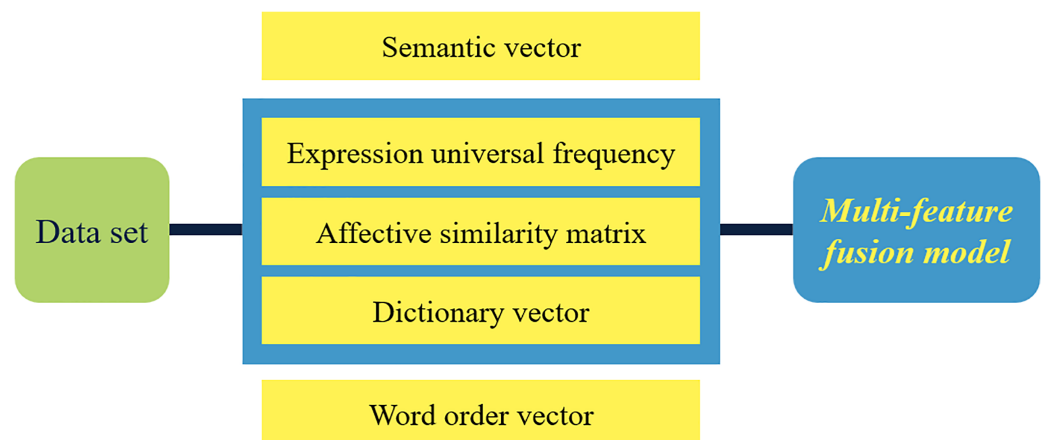 Semantic vector
Expression universal frequency
Data set
Affective similarity matrix
Multi-feature
fusion model
Dictionary vector
Word order vector